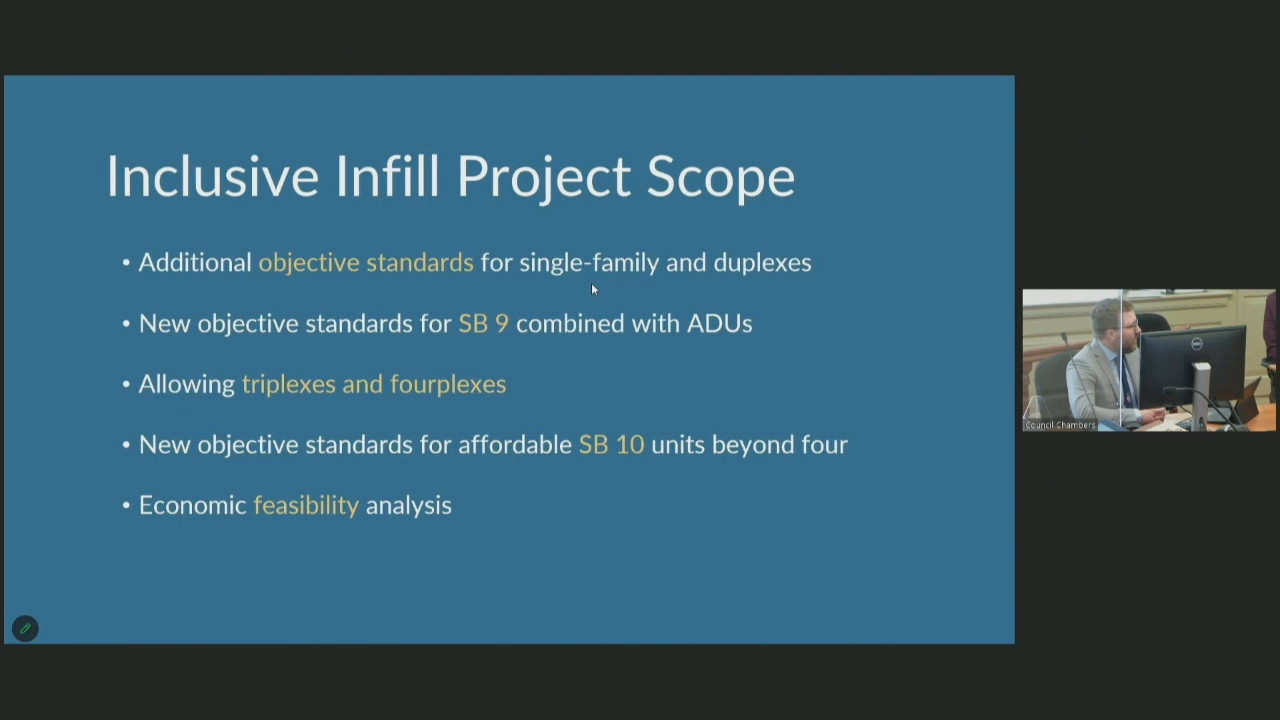 Inclusive Infill Project Scope
• Additional objective standards for single-family and duplexes
• New objective standards for SB 9 combined with ADUs
• Allowing triplexes and fourplexes
• New objective standards for affordable SB 10 units beyond four
• Economic feasibility analysis
DELL
Council Chambers